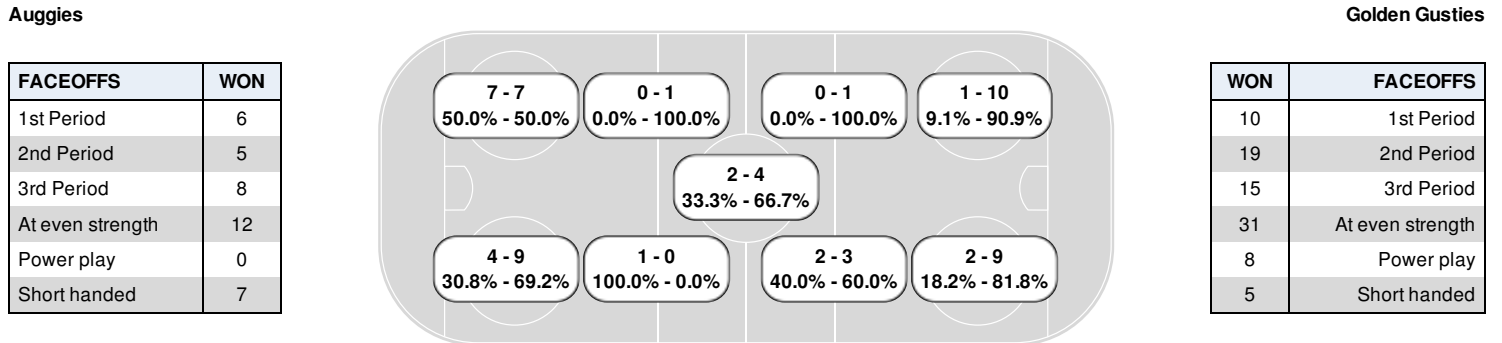 Auggies
Golden Gusties
FACEOFFS WON
1st Period 6
2nd Period 5
3rd Period 8
At even strength 12
Power play 0
Short handed 7
7 - 7
50.0% - 50.0%
0 - 1
0.0% - 100.0%
0 - 1
0.0% - 100.0%
1 - 10
9.1% - 90.9%
2 - 4
33.3% - 66.7%
4 - 9
30.8% - 69.2%
1 - 0
100.0% - 0.0%
2 - 3
40.0% - 60.0%
2 - 9
18.2% - 81.8%
WON FACEOFFS
10 1st Period
19 2nd Period
15 3rd Period
31 At even strength
8 Power play
5 Short handed